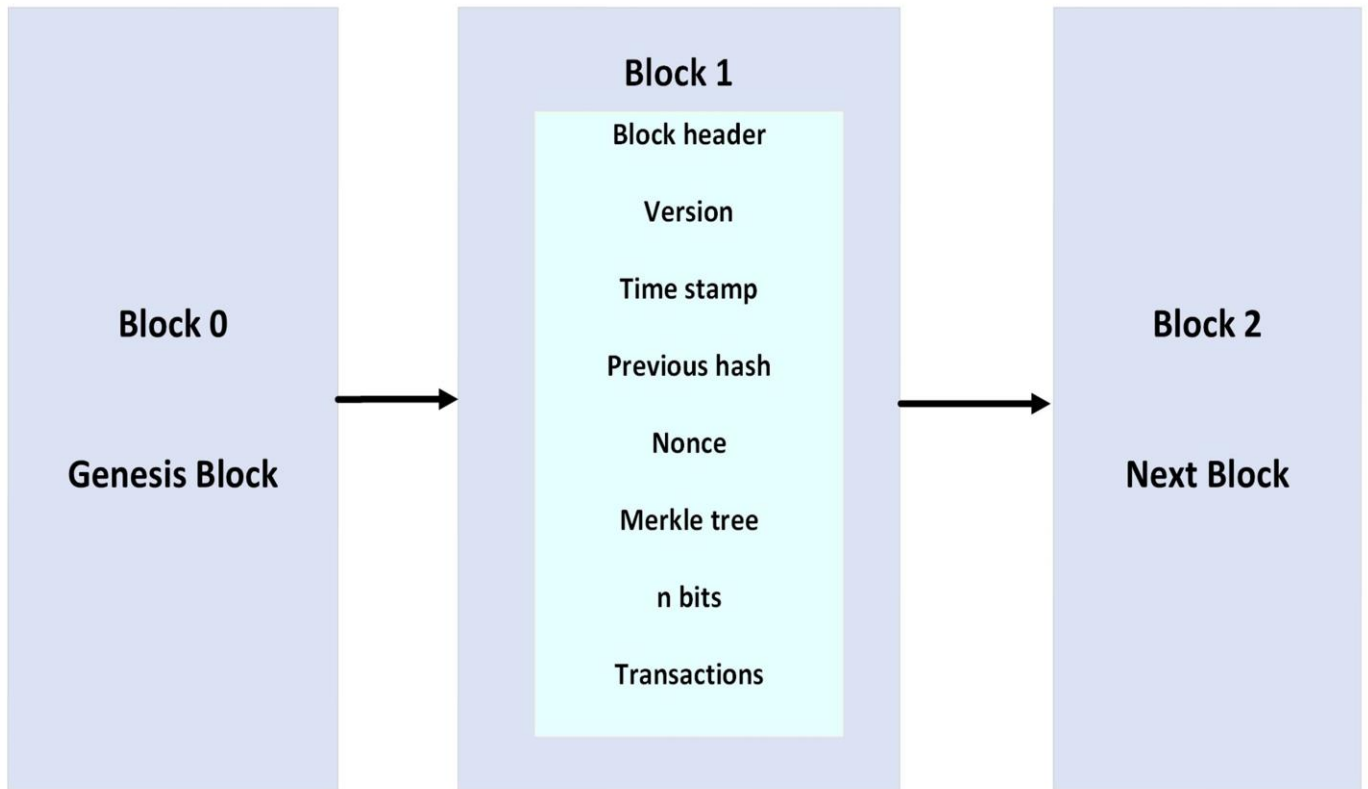 Block 0
Genesis Block
Block 1
Block header
Version
Time stamp
Previous hash
Nonce
Merkle tree
n bits
Transactions
Block 2
Next Block